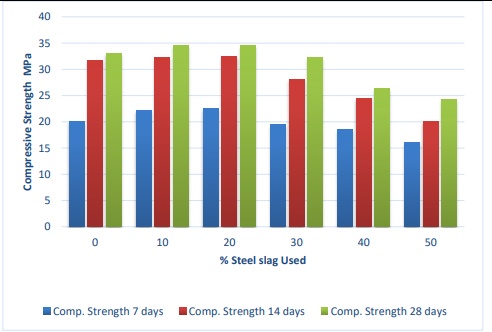 40
35
30
25
20
15
10
5
0
Compressive Strength MPa
0 10 20 30 40 50
% Steel slag Used
Comp. Strength 7 days Comp. Strength 14 days Comp. Strength 28 days